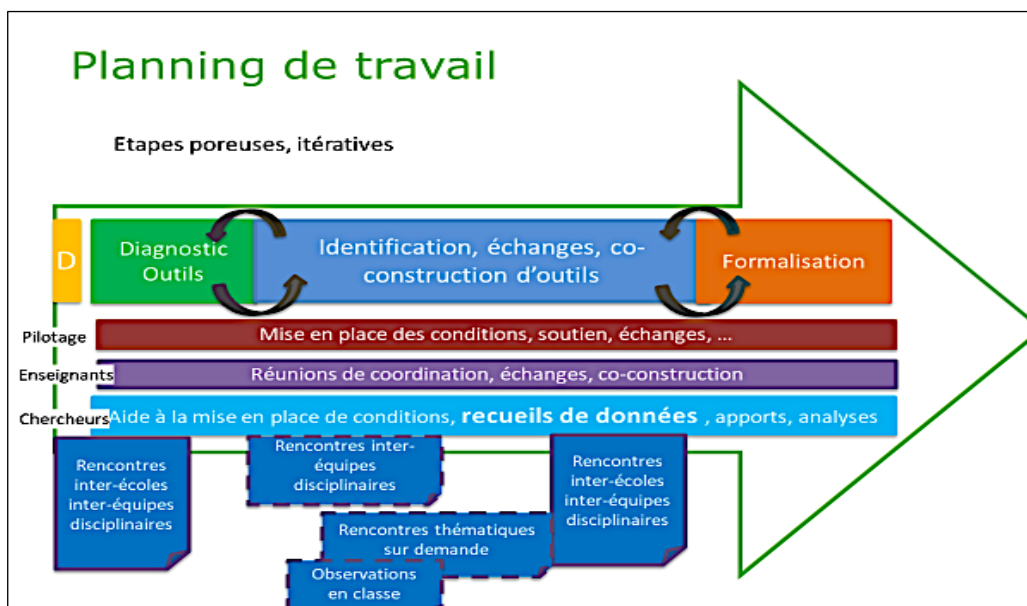 Planning de travail
Etapes poreuses, itératives
D
Diagnostic
Outils
Identification, échanges, co-
construction d'outils
Formalisation
Pilotage
Mise en place des conditions, soutien, échanges, ...
Enseignants
Réunions de coordination, échanges, co-construction
Chercheurs
Aide à la mise en place de conditions, recueils de données , apports, analyses
Rencontres
inter-écoles
inter-équipes
disciplinaires
Rencontres inter-
équipes
disciplinaires
Rencontres thématiques
sur demande
Observations
en classe
Rencontres
inter-écoles
inter-équipes
disciplinaires